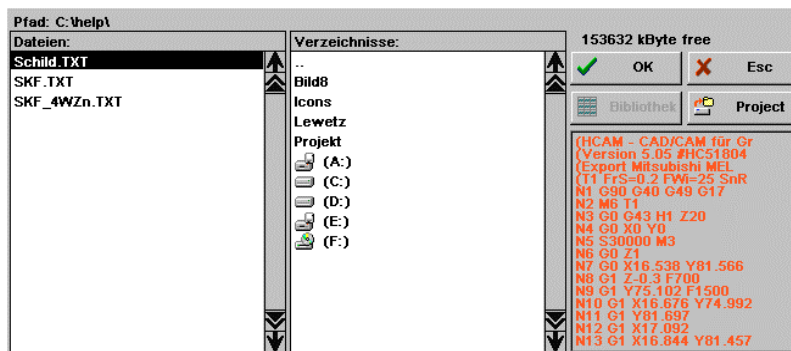 Pfad: C:\help\
Dateien:
Schild.TXT
SKF.TXT
SKF_4WZn.TXT
Verzeichnisse:
..
Bild8
Icons
Lewetz
Projekt
(A:)
(C:)
(D:)
(E:)
(F:)
153632 kByte free
OK
Esc
Bibliothek
Project
(HCAM - CAD/CAM für Gr
(Version 5.05 #HC51804
(Export Mitsubishi MEL
(T1 FrS=0.2 FWi=25 SnR
N1 G90 G40 G49 G17
N2 M6 T1
N3 G0 G43 H1 Z20
N4 G0 X0 Y0
N5 S30000 M3
N6 G0 Z1
N7 G0 X16.538 Y81.566
N8 G1 Z-0.3 F700
N9 G1 Y75.102 F1500
N10 G1 X16.676 Y74.992
N11 G1 Y81.697
N12 G1 X17.092
N13 G1 X16.844 Y81.457